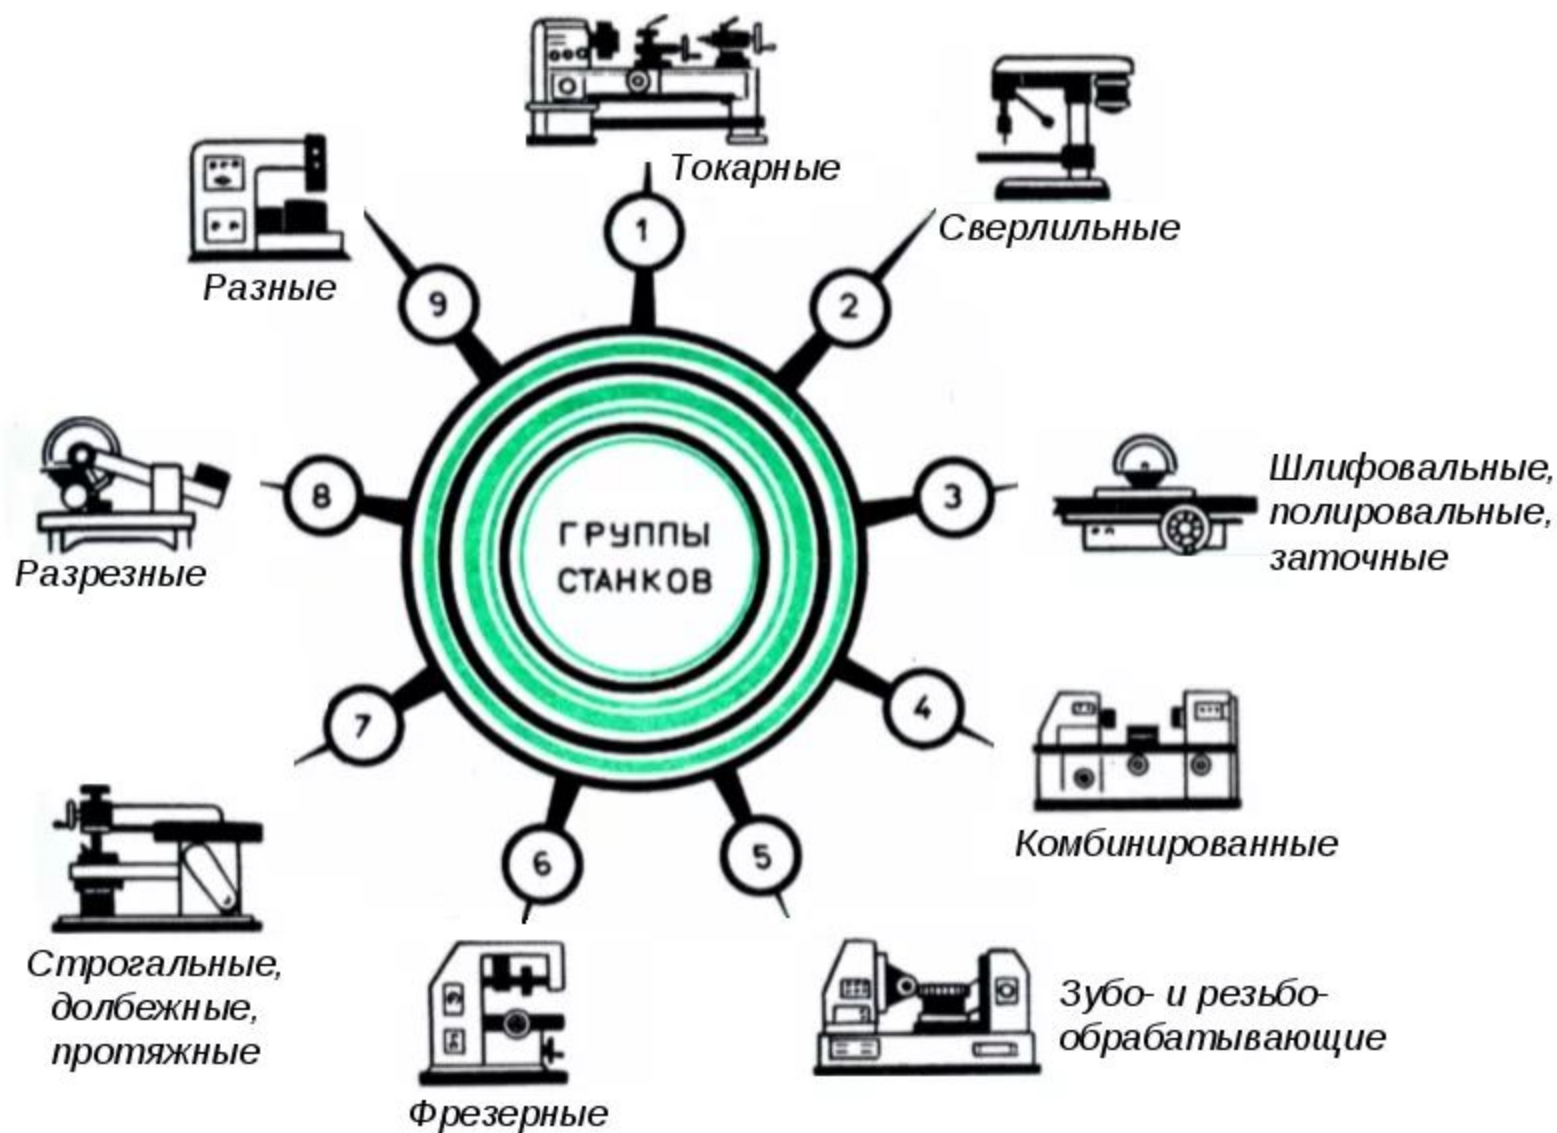 ГРУППЫ
СТАНКОВ
1
Токарные
2
Сверлильные
3
Шлифовальные,
полировальные,
заточные
4
Комбинированные
5
Зубо- и резьбо-
обрабатывающие
6
Фрезерные
7
Строгальные,
долбежные,
протяжные
8
Разрезные
9
Разные